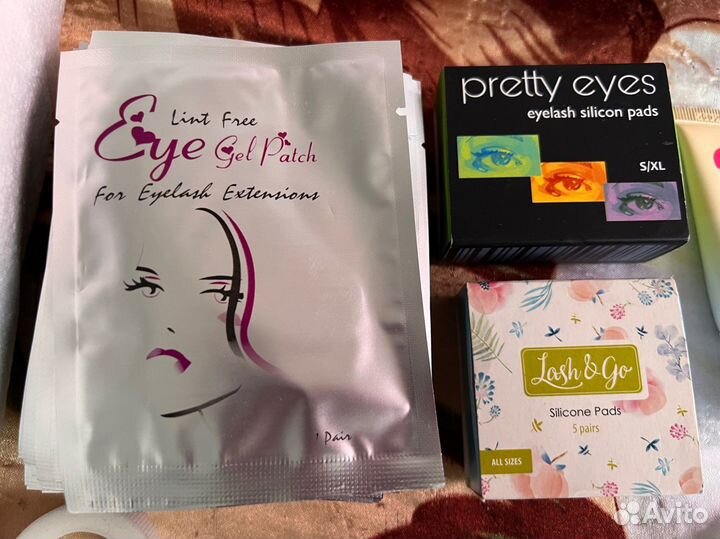 Lint Free
Eye Gel Patch
For Eyelash Extensions
1 Pair
pretty eyes
eyelash silicon pads
S/XL
Lash & Go
Silicone Pads
5 pairs
ALL SIZES
Avito